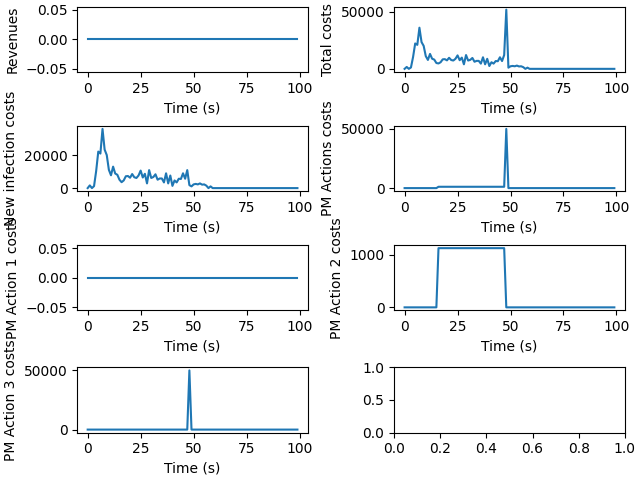 Revenues
0.05
0.00
−0.05
0 25 50 75 100
Time (s)
Total costs
50000
0
0 25 50 75 100
Time (s)
New infection costs
20000
0
0 25 50 75 100
Time (s)
PM Actions costs
50000
0
0 25 50 75 100
Time (s)
PM Action 1 costs
0.05
0.00
−0.05
0 25 50 75 100
Time (s)
PM Action 2 costs
1000
0
0 25 50 75 100
Time (s)
PM Action 3 costs
50000
0
0 25 50 75 100
Time (s)
1.0
0.5
0.0
0.0 0.2 0.4 0.6 0.8 1.0